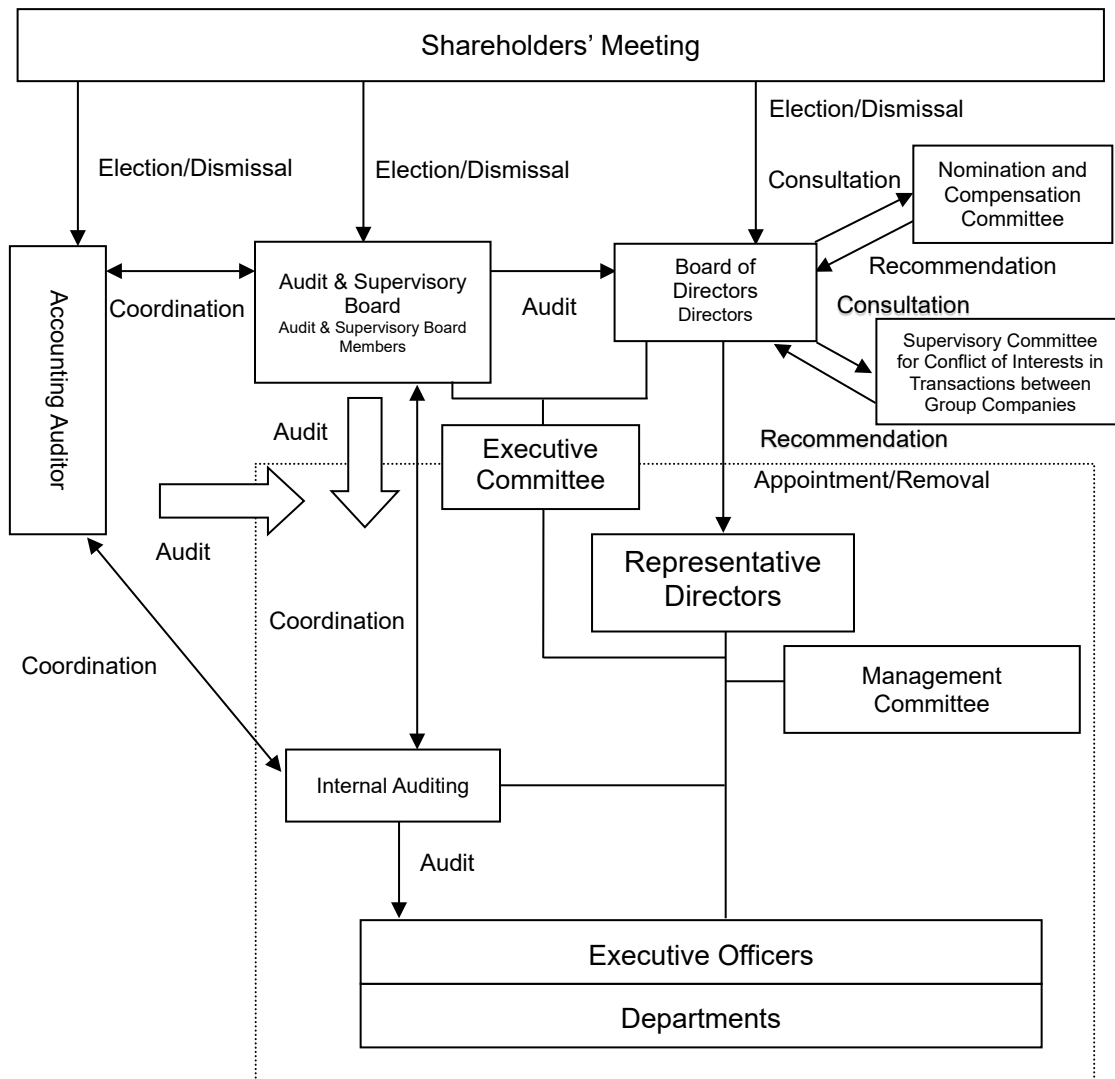 Shareholders’ Meeting
Election/Dismissal
Election/Dismissal
Election/Dismissal
Consultation
Nomination and
Compensation
Committee
Recommendation
Accounting Auditor
Coordination
Audit & Supervisory
Board
Audit & Supervisory Board
Members
Audit
Board of
Directors
Directors
Consultation
Supervisory Committee
for Conflict of Interests in
Transactions between
Group Companies
Recommendation
Audit
Executive
Committee
Appointment/Removal
Audit
Representative
Directors
Coordination
Coordination
Management
Committee
Internal Auditing
Audit
Executive Officers
Departments